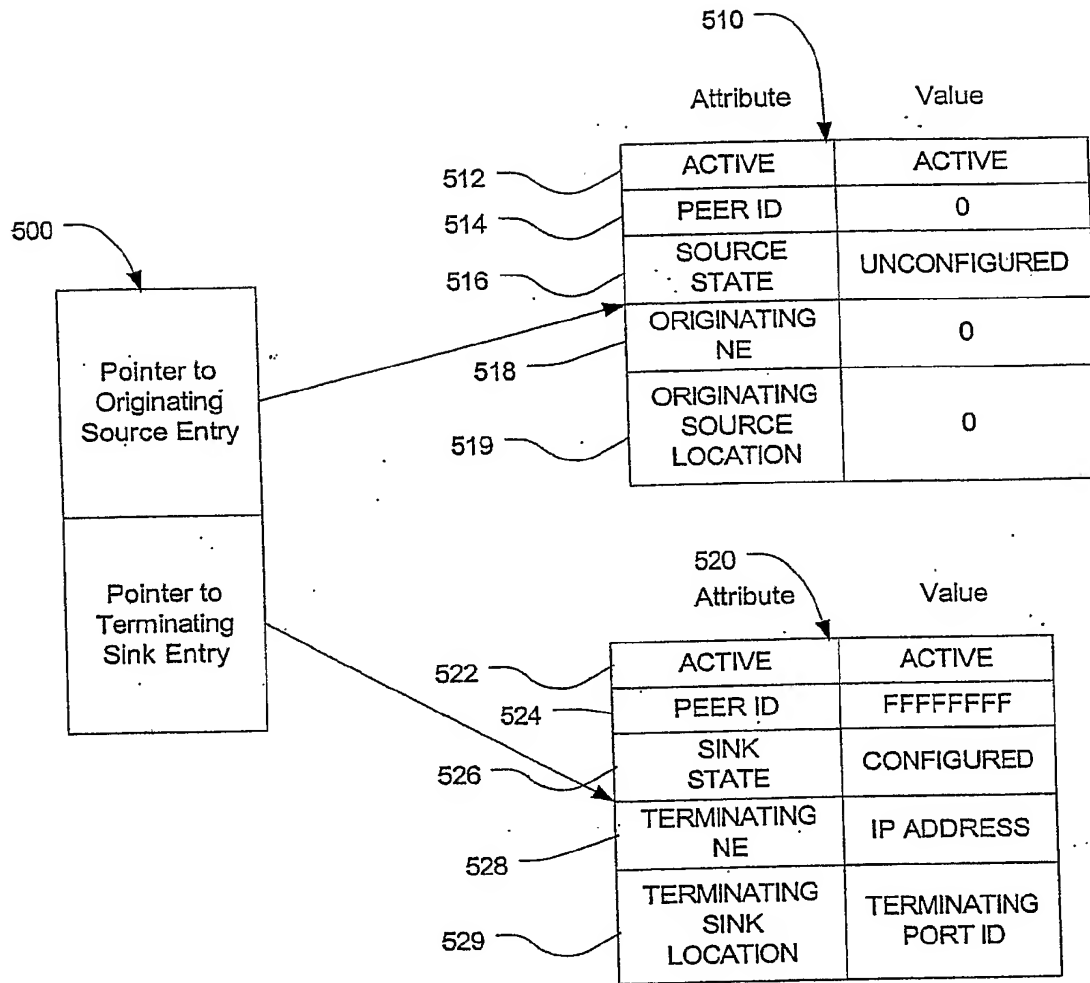 510
Attribute
Value
512
ACTIVE
ACTIVE
514
PEER ID
0
516
SOURCE
STATE
UNCONFIGURED
518
ORIGINATING
NE
0
519
ORIGINATING
SOURCE
LOCATION
0
500
Pointer to
Originating
Source Entry
Pointer to
Terminating
Sink Entry
520
Attribute
Value
522
ACTIVE
ACTIVE
524
PEER ID
FFFFFFFF
526
SINK
STATE
CONFIGURED
528
TERMINATING
NE
IP ADDRESS
529
TERMINATING
SINK
LOCATION
TERMINATING
PORT ID